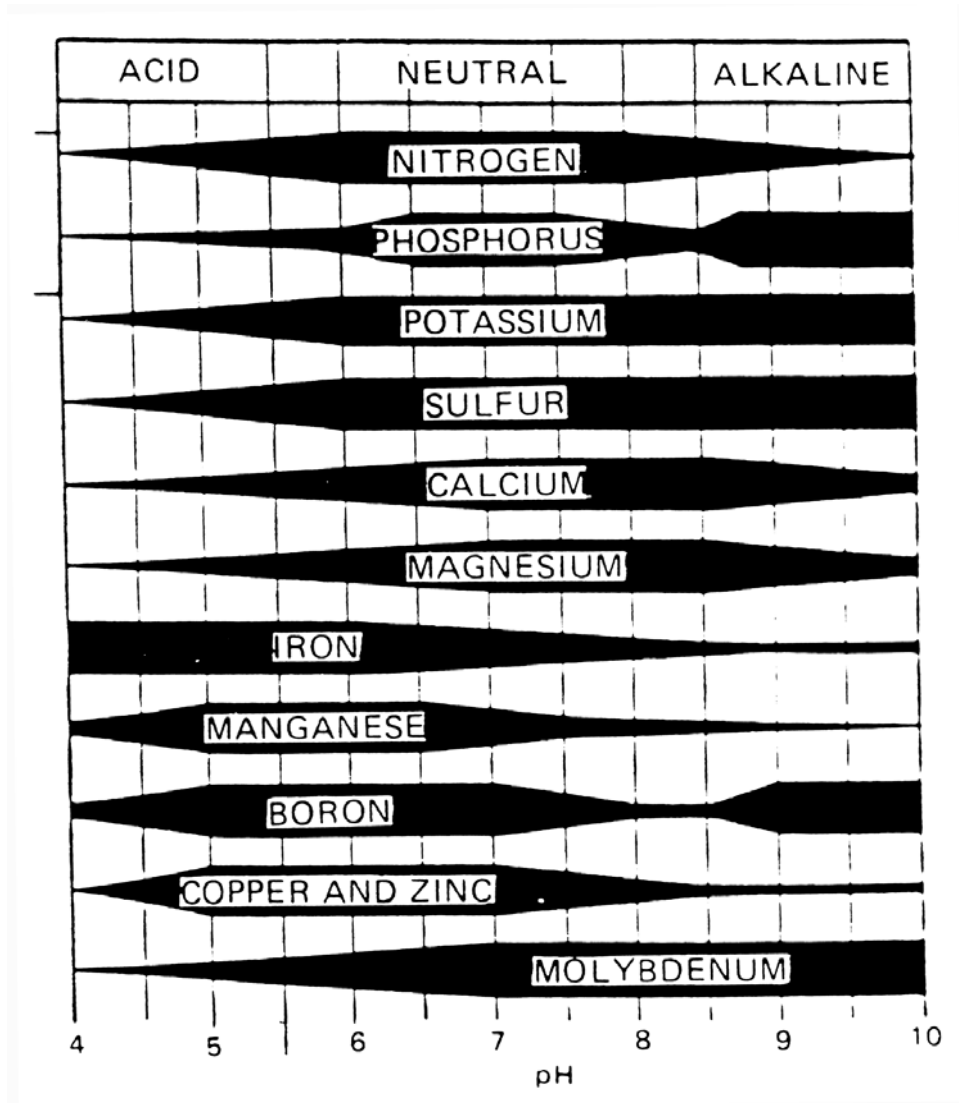 ACID NEUTRAL ALKALINE
NITROGEN
PHOSPHORUS
POTASSIUM
SULFUR
CALCIUM
MAGNESIUM
IRON
MANGANESE
BORON
COPPER AND ZINC
MOLYBDENUM
4 5 6 7 8 9 10
pH